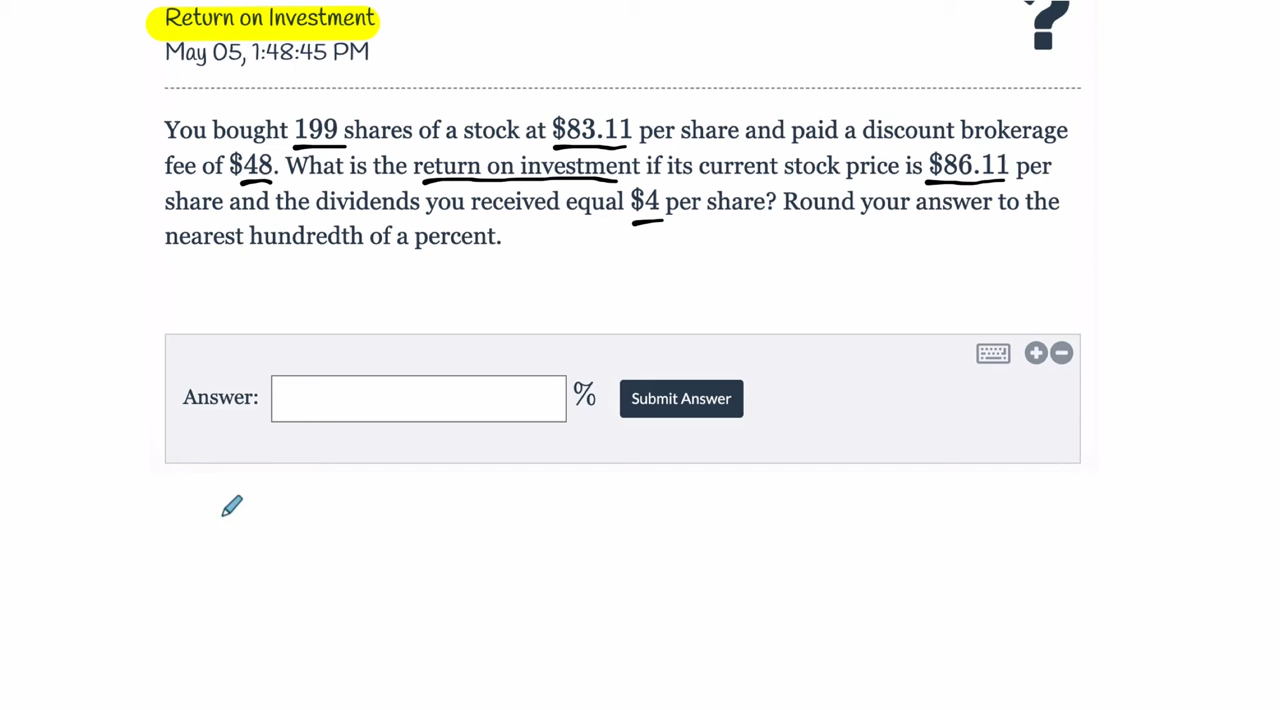 Return on Investment
May 05, 1:48:45 PM
?
You bought 199 shares of a stock at $83.11 per share and paid a discount brokerage
fee of $48. What is the return on investment if its current stock price is $86.11 per
share and the dividends you received equal $4 per share? Round your answer to the
nearest hundredth of a percent.
Answer: % Submit Answer